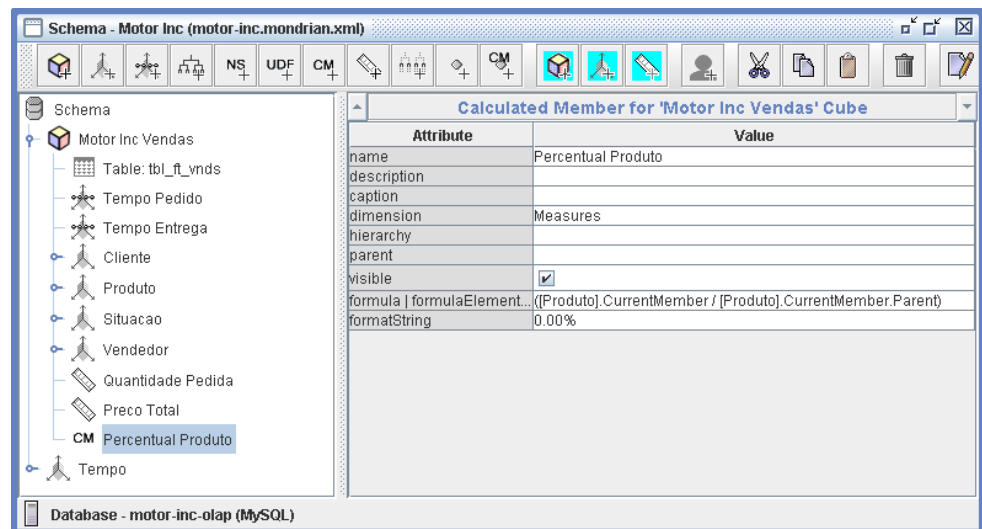 Schema - Motor Inc (motor-inc.mondrian.xml)
NS UDF CM CM
Schema
Motor Inc Vendas
Table: tbl_ft_vnds
Tempo Pedido
Tempo Entrega
Cliente
Produto
Situacao
Vendedor
Quantidade Pedida
Preco Total
CM Percentual Produto
Tempo
Calculated Member for 'Motor Inc Vendas' Cube
Attribute Value
name Percentual Produto
description
caption
dimension Measures
hierarchy
parent
visible
formula | formulaElement... ([Produto].CurrentMember / [Produto].CurrentMember.Parent)
formatString 0.00%
Database - motor-inc-olap (MySQL)